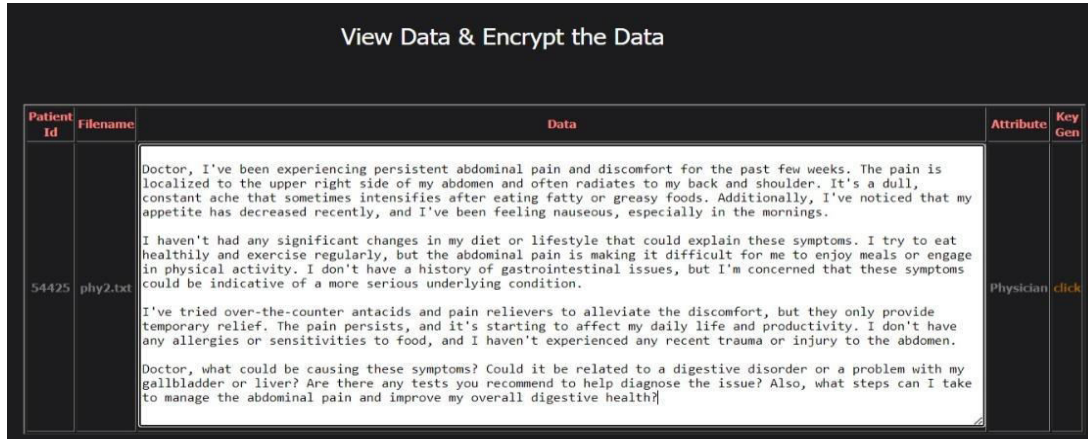 View Data & Encrypt the Data
Patient Id Filename Data Attribute Key Gen
54425 phy2.txt
Doctor, I've been experiencing persistent abdominal pain and discomfort for the past few weeks. The pain is
localized to the upper right side of my abdomen and often radiates to my back and shoulder. It's a dull,
constant ache that sometimes intensifies after eating fatty or greasy foods. Additionally, I've noticed that my
appetite has decreased recently, and I've been feeling nauseous, especially in the mornings.
I haven't had any significant changes in my diet or lifestyle that could explain these symptoms. I try to eat
healthily and exercise regularly, but the abdominal pain is making it difficult for me to enjoy meals or engage
in physical activity. I don't have a history of gastrointestinal issues, but I'm concerned that these symptoms
could be indicative of a more serious underlying condition.
I've tried over-the-counter antacids and pain relievers to alleviate the discomfort, but they only provide
temporary relief. The pain persists, and it's starting to affect my daily life and productivity. I don't have
any allergies or sensitivities to food, and I haven't experienced any recent trauma or injury to the abdomen.
Doctor, what could be causing these symptoms? Could it be related to a digestive disorder or a problem with my
gallbladder or liver? Are there any tests you recommend to help diagnose the issue? Also, what steps can I take
to manage the abdominal pain and improve my overall digestive health?
Physician click